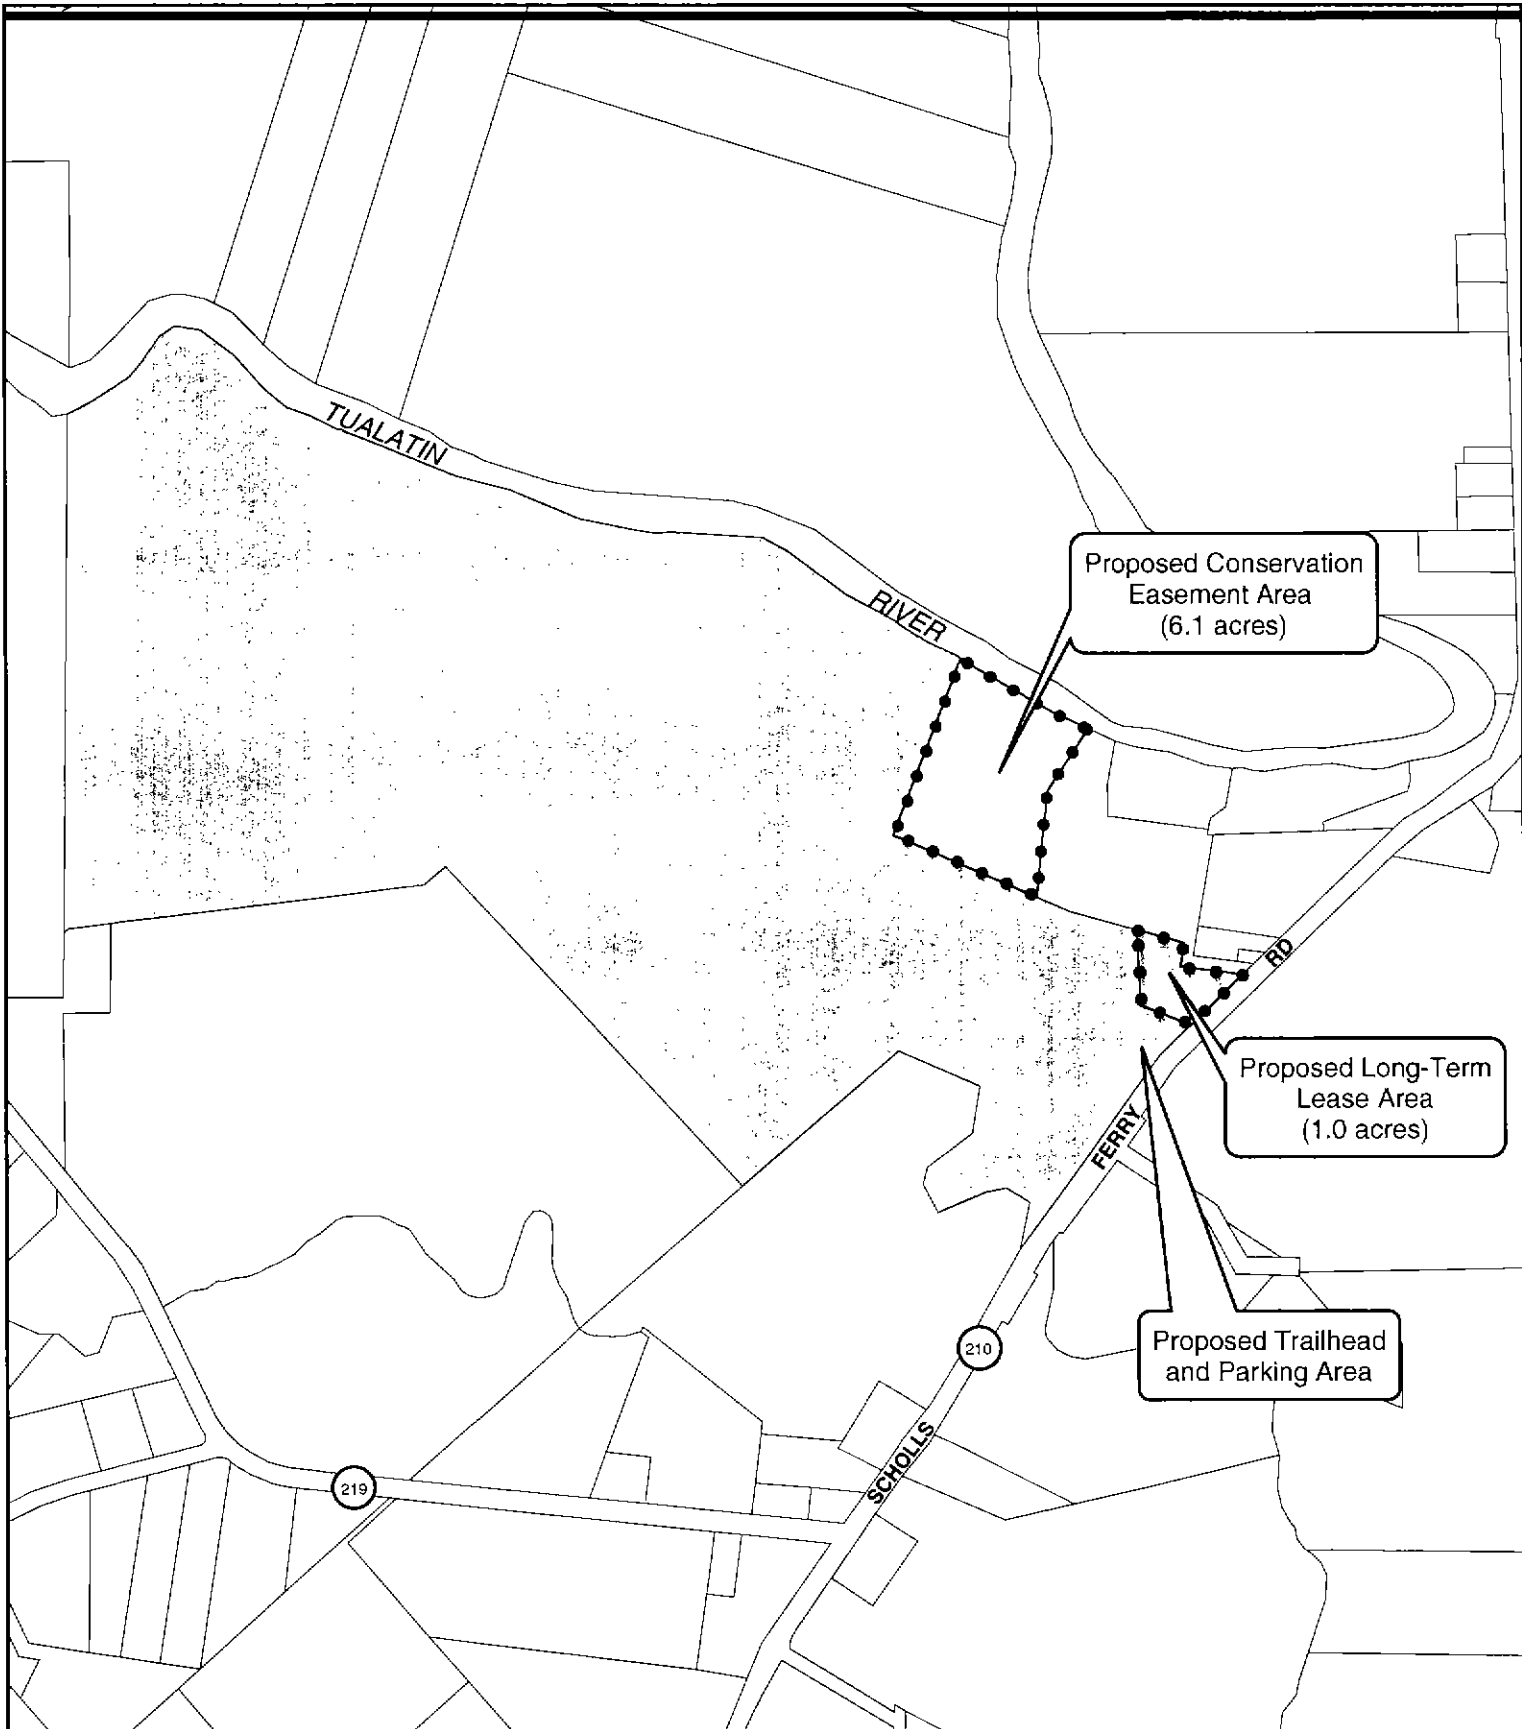 TUALATIN
RIVER
Proposed Conservation
Easement Area
(6.1 acres)
RD
Proposed Long-Term
Lease Area
(1.0 acres)
FERRY
Proposed Trailhead
and Parking Area
210
SCHOLLS
219